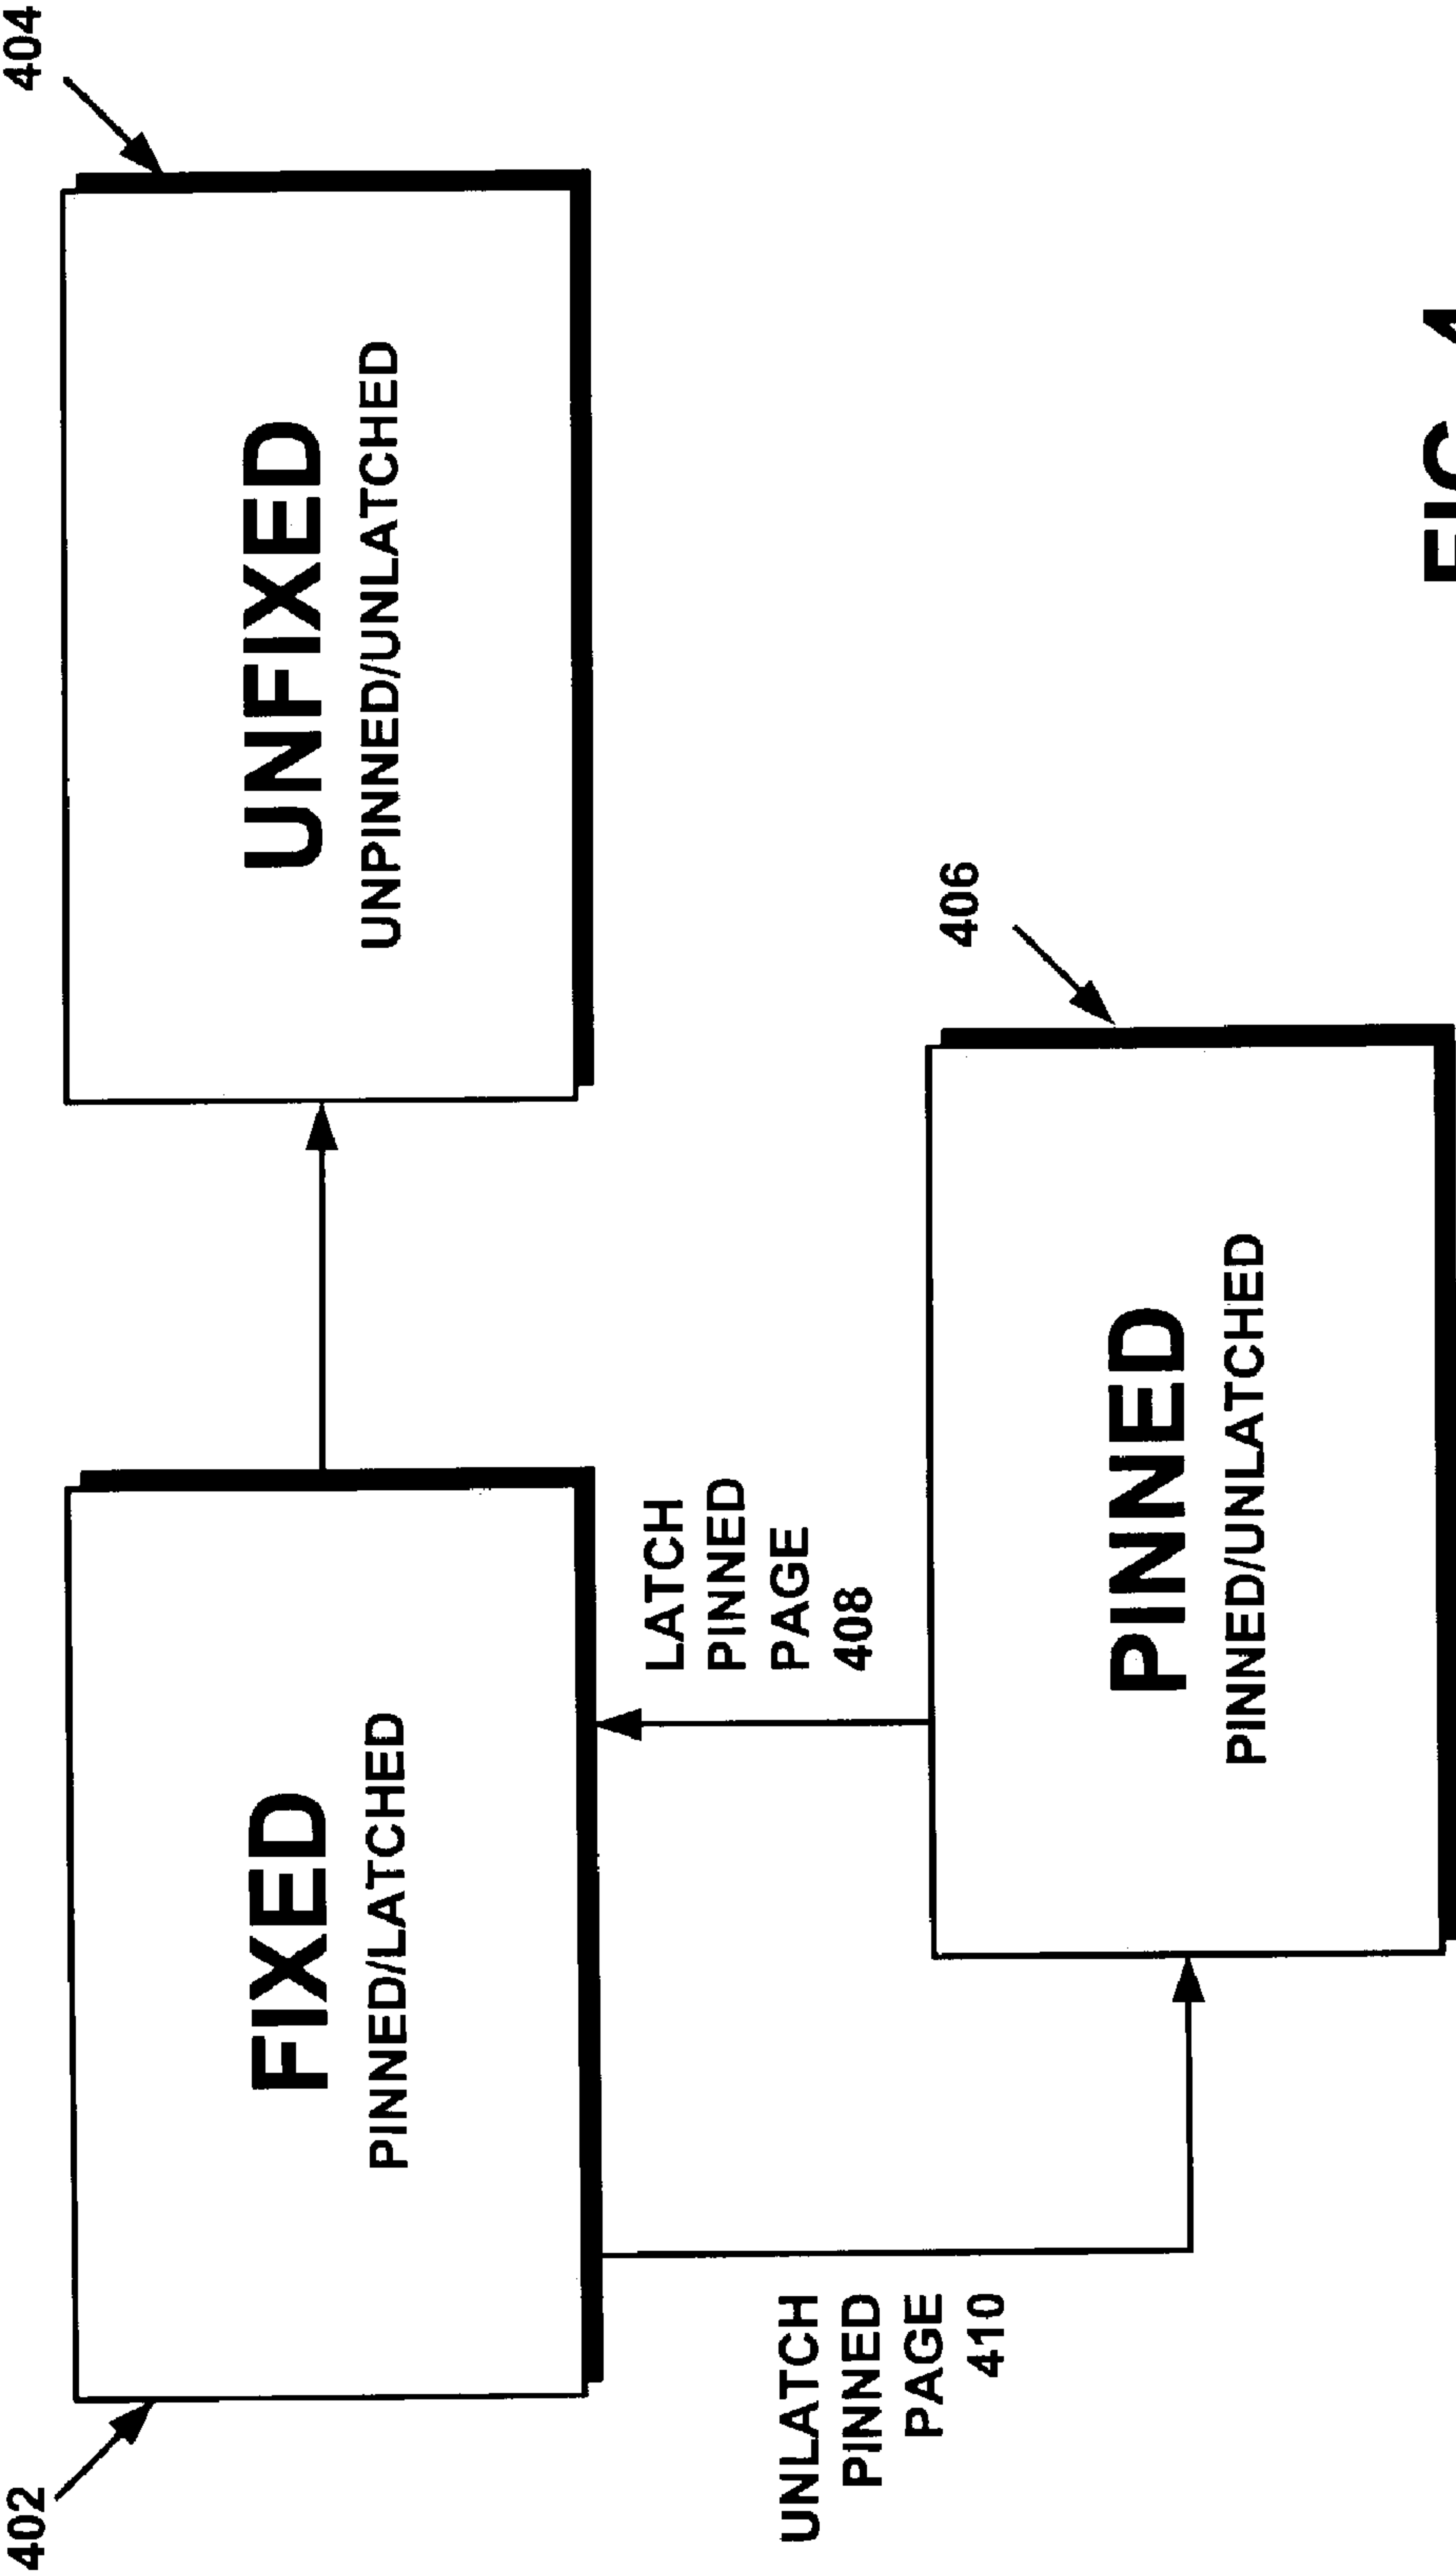 402
404
FIXED
PINNED/LATCHED
UNFIXED
UNPINNED/UNLATCHED
LATCH
PINNED
PAGE
408
406
UNLATCH
PINNED
PAGE
410
PINNED
PINNED/UNLATCHED